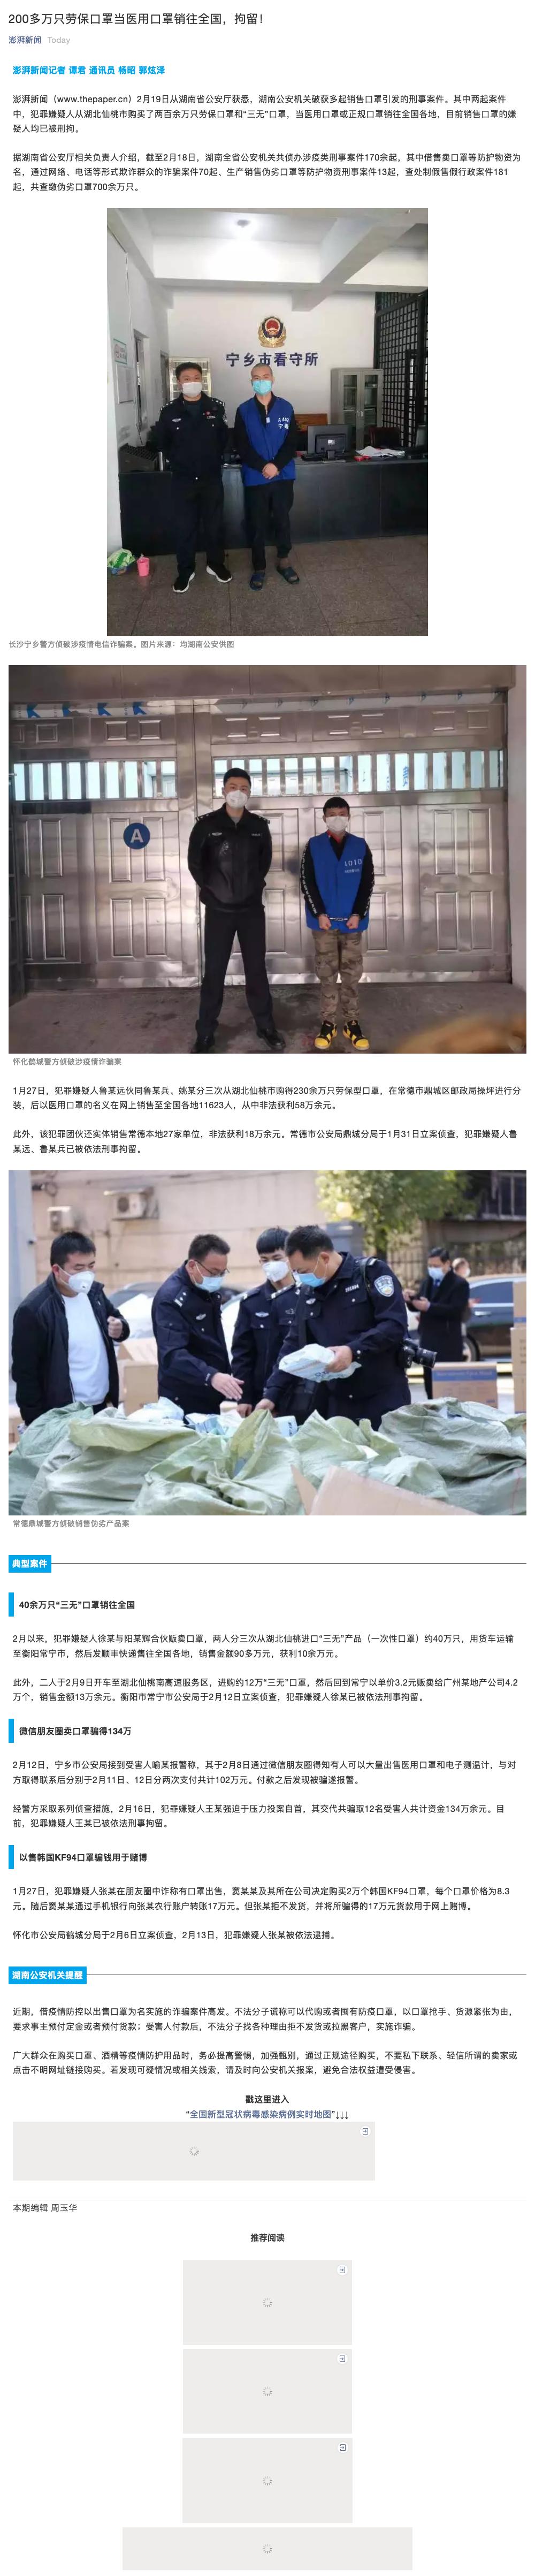 200多万只劳保口罩当医用口罩销往全国，拘留！
澎湃新闻 Today
澎湃新闻记者 谭君 通讯员 杨昭 郭炫泽
澎湃新闻（www.thepaper.cn）2月19日从湖南省公安厅获悉，湖南公安机关破获多起销售口罩引发的刑事案件。其中两起案件
中，犯罪嫌疑人从湖北仙桃市购买了两百余万只劳保口罩和“三无”口罩，当医用口罩或正规口罩销往全国各地，目前销售口罩的嫌
疑人均已被刑拘。
据湖南省公安厅相关负责人介绍，截至2月18日，湖南全省公安机关共侦办涉疫类刑事案件170余起，其中借售卖口罩等防护物资为
名，通过网络、电话等形式欺诈群众的诈骗案件70起、生产销售伪劣口罩等防护物资刑事案件13起，查处制假售假行政案件181
起，共查缴伪劣口罩700余万只。
宁乡市看守所
长沙宁乡警方侦破涉疫情电信诈骗案。图片来源：均湖南公安供图
A
1010
怀化鹤城警方侦破涉疫情诈骗案
1月27日，犯罪嫌疑人鲁某远伙同鲁某兵、姚某分三次从湖北仙桃市购得230余万只劳保型口罩，在常德市鼎城区邮政局操坪进行分
装，后以医用口罩的名义在网上销售至全国各地11623人，从中非法获利58万余元。
此外，该犯罪团伙还实体销售常德本地27家单位，非法获利18万余元。常德市公安局鼎城分局于1月31日立案侦查，犯罪嫌疑人鲁
某远、鲁某兵已被依法刑事拘留。
常德鼎城警方侦破销售伪劣产品案
典型案件
40余万只“三无”口罩销往全国
2月以来，犯罪嫌疑人徐某与阳某辉合伙贩卖口罩，两人分三次从湖北仙桃进口“三无”产品（一次性口罩）约40万只，用货车运输
至衡阳常宁市，然后发顺丰快递售往全国各地，销售金额90多万元，获利10余万元。
此外，二人于2月9日开车至湖北仙桃南高速服务区，进购约12万“三无”口罩，然后回到常宁以单价3.2元贩卖给广州某地产公司4.2
万个，销售金额13万余元。衡阳市常宁市公安局于2月12日立案侦查，犯罪嫌疑人徐某已被依法刑事拘留。
微信朋友圈卖口罩骗得134万
2月12日，宁乡市公安局接到受害人喻某报警称，其于2月8日通过微信朋友圈得知有人可以大量出售医用口罩和电子测温计，与对
方取得联系后分别于2月11日、12日分两次支付共计102万元。付款之后发现被骗遂报警。
经警方采取系列侦查措施，2月16日，犯罪嫌疑人王某强迫于压力投案自首，其交代共骗取12名受害人共计资金134万余元。目
前，犯罪嫌疑人王某已被依法刑事拘留。
以售韩国KF94口罩骗钱用于赌博
1月27日，犯罪嫌疑人张某在朋友圈中诈称有口罩出售，窦某某及其所在公司决定购买2万个韩国KF94口罩，每个口罩价格为8.3
元。随后窦某某通过手机银行向张某农行账户转账17万元。但张某拒不发货，并将所骗得的17万元货款用于网上赌博。
怀化市公安局鹤城分局于2月6日立案侦查，2月13日，犯罪嫌疑人张某被依法逮捕。
湖南公安机关提醒
近期，借疫情防控以出售口罩为名实施的诈骗案件高发。不法分子谎称可以代购或者囤有防疫口罩，以口罩抢手、货源紧张为由，
要求事主预付定金或者预付货款；受害人付款后，不法分子找各种理由拒不发货或拉黑客户，实施诈骗。
广大群众在购买口罩、酒精等疫情防护用品时，务必提高警惕，加强甄别，通过正规途径购买，不要私下联系、轻信所谓的卖家或
点击不明网址链接购买。若发现可疑情况或相关线索，请及时向公安机关报案，避免合法权益遭受侵害。
戳这里进入
“全国新型冠状病毒感染病例实时地图”↓↓↓
本期编辑 周玉华
推荐阅读